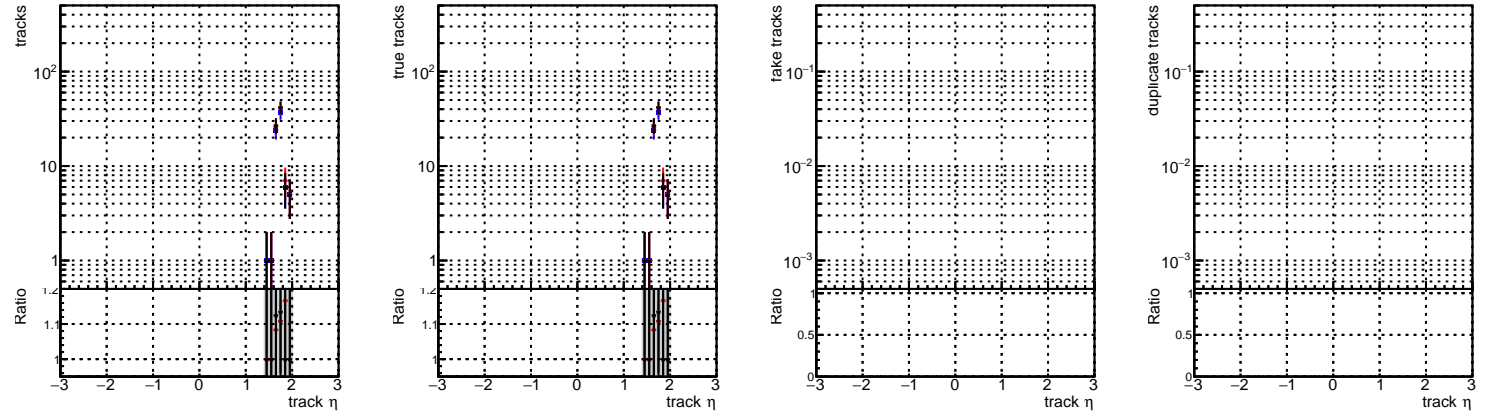 tracks
10²
10
1
Ratio
1.2
1.1
1
−3 −2 −1 0 1 2 3
track η
true tracks
10²
10
1
Ratio
1.2
1.1
1
−3 −2 −1 0 1 2 3
track η
fake tracks
10⁻¹
10⁻²
10⁻³
Ratio
1
0.5
0
−3 −2 −1 0 1 2 3
track η
duplicate tracks
10⁻¹
10⁻²
10⁻³
Ratio
1
0.5
0
−3 −2 −1 0 1 2 3
track η